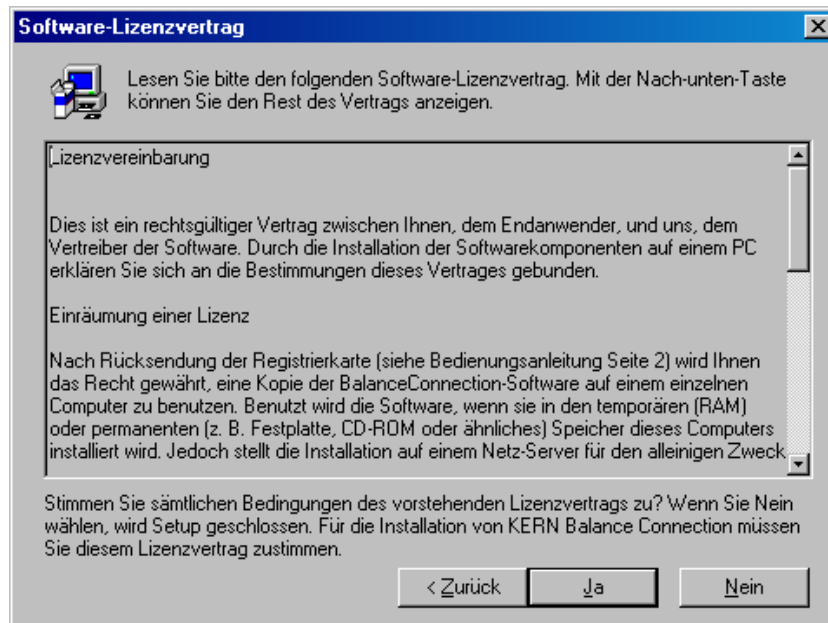 Software-Lizenzvertrag
Lesen Sie bitte den folgenden Software-Lizenzvertrag. Mit der Nach-unten-Taste
können Sie den Rest des Vertrags anzeigen.
Lizenzvereinbarung
Dies ist ein rechtsgültiger Vertrag zwischen Ihnen, dem Endanwender, und uns, dem
Vertreiber der Software. Durch die Installation der Softwarekomponenten auf einem PC
erklären Sie sich an die Bestimmungen dieses Vertrages gebunden.
Einräumung einer Lizenz
Nach Rücksendung der Registrierkarte (siehe Bedienungsanleitung Seite 2) wird Ihnen
das Recht gewährt, eine Kopie der BalanceConnection-Software auf einem einzelnen
Computer zu benutzen. Benutzt wird die Software, wenn sie in den temporären (RAM)
oder permanenten (z. B. Festplatte, CD-ROM oder ähnliches) Speicher dieses Computers
installiert wird. Jedoch stellt die Installation auf einem Netz-Server für den alleinigen Zweck
Stimmen Sie sämtlichen Bedingungen des vorstehenden Lizenzvertrags zu? Wenn Sie Nein
wählen, wird Setup geschlossen. Für die Installation von KERN Balance Connection müssen
Sie diesem Lizenzvertrag zustimmen.
< Zurück
Ja
Nein